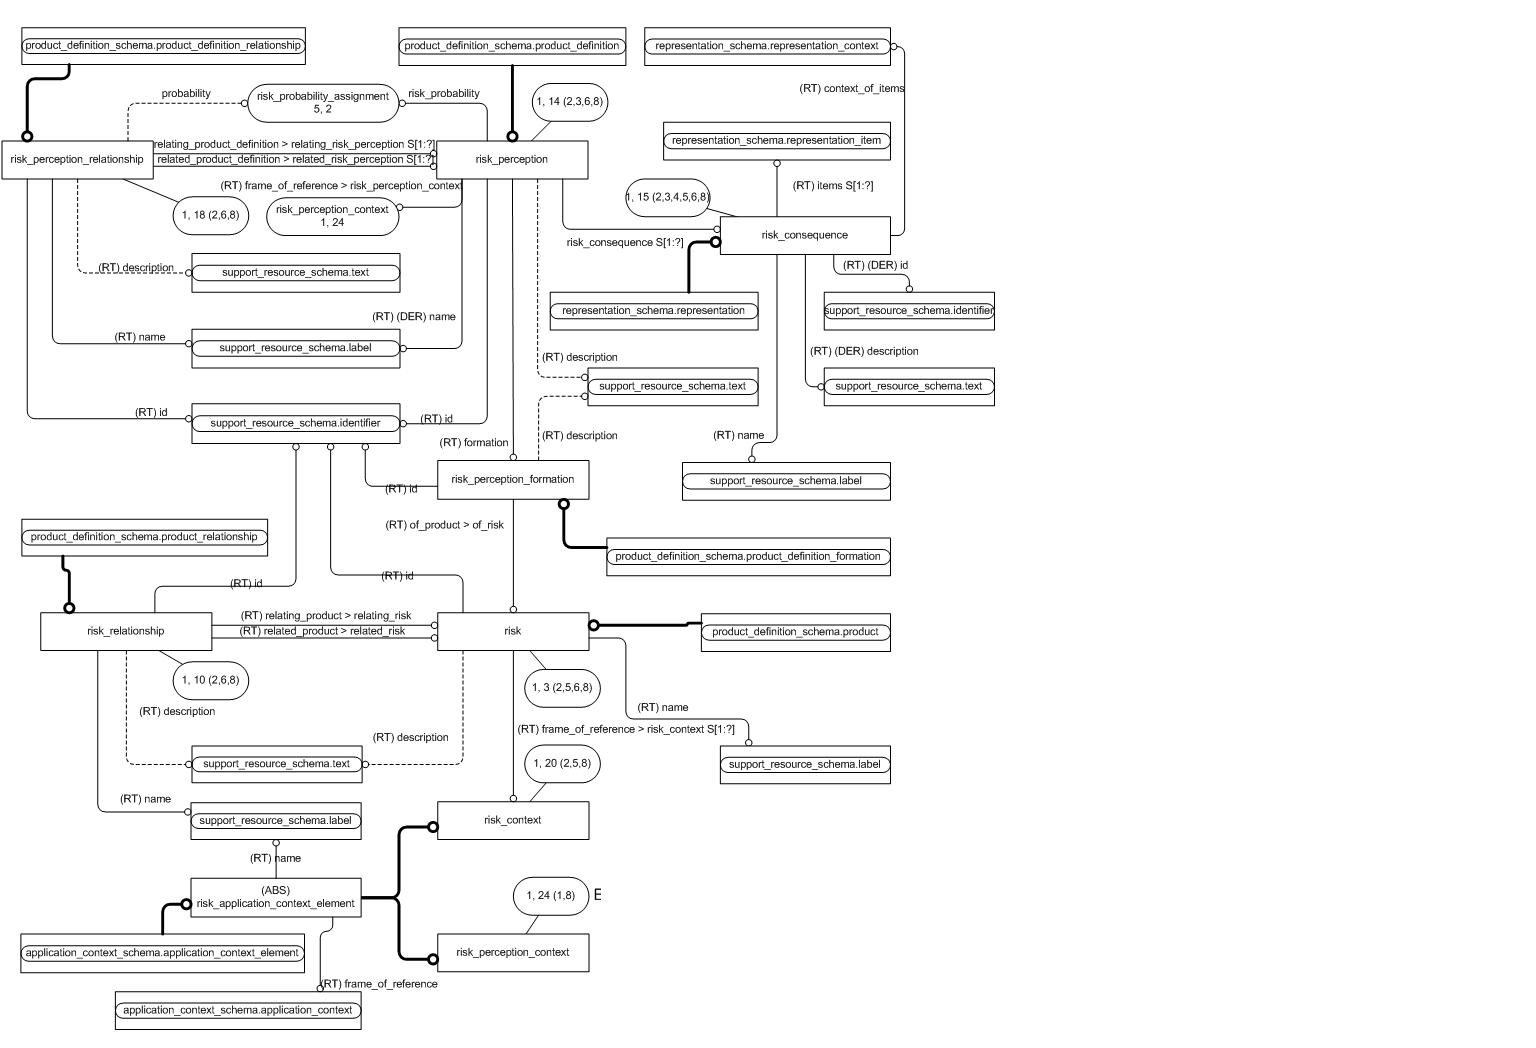 product_definition_schema.product_definition_relationship
product_definition_schema.product_definition
representation_schema.representation_context
(RT) context_of_items
probability
risk_probability_assignment
5, 2
risk_probability
1, 14 (2,3,6,8)
representation_schema.representation_item
relating_product_definition > relating_risk_perception S[1:?]
related_product_definition > related_risk_perception S[1:?]
risk_perception_relationship
risk_perception
(RT) frame_of_reference > risk_perception_context
(RT) items S[1:?]
1, 15 (2,3,4,5,6,8)
1, 18 (2,6,8)
risk_perception_context
1, 24
risk_consequence
risk_consequence S[1:?]
(RT) description
support_resource_schema.text
(RT) (DER) id
representation_schema.representation
support_resource_schema.identifier
(RT) (DER) name
(RT) name
support_resource_schema.label
(RT) (DER) description
(RT) description
support_resource_schema.text
support_resource_schema.text
(RT) id
support_resource_schema.identifier
(RT) id
(RT) description
(RT) name
(RT) formation
risk_perception_formation
support_resource_schema.label
(RT) id
(RT) of_product > of_risk
product_definition_schema.product_relationship
product_definition_schema.product_definition_formation
(RT) id
(RT) id
(RT) relating_product > relating_risk
(RT) related_product > related_risk
risk_relationship
risk
product_definition_schema.product
1, 10 (2,6,8)
1, 3 (2,5,6,8)
(RT) description
(RT) name
(RT) frame_of_reference > risk_context S[1:?]
(RT) description
support_resource_schema.text
1, 20 (2,5,8)
support_resource_schema.label
(RT) name
support_resource_schema.label
risk_context
(RT) name
(ABS)
risk_application_context_element
1, 24 (1,8)
E
application_context_schema.application_context_element
risk_perception_context
(RT) frame_of_reference
application_context_schema.application_context